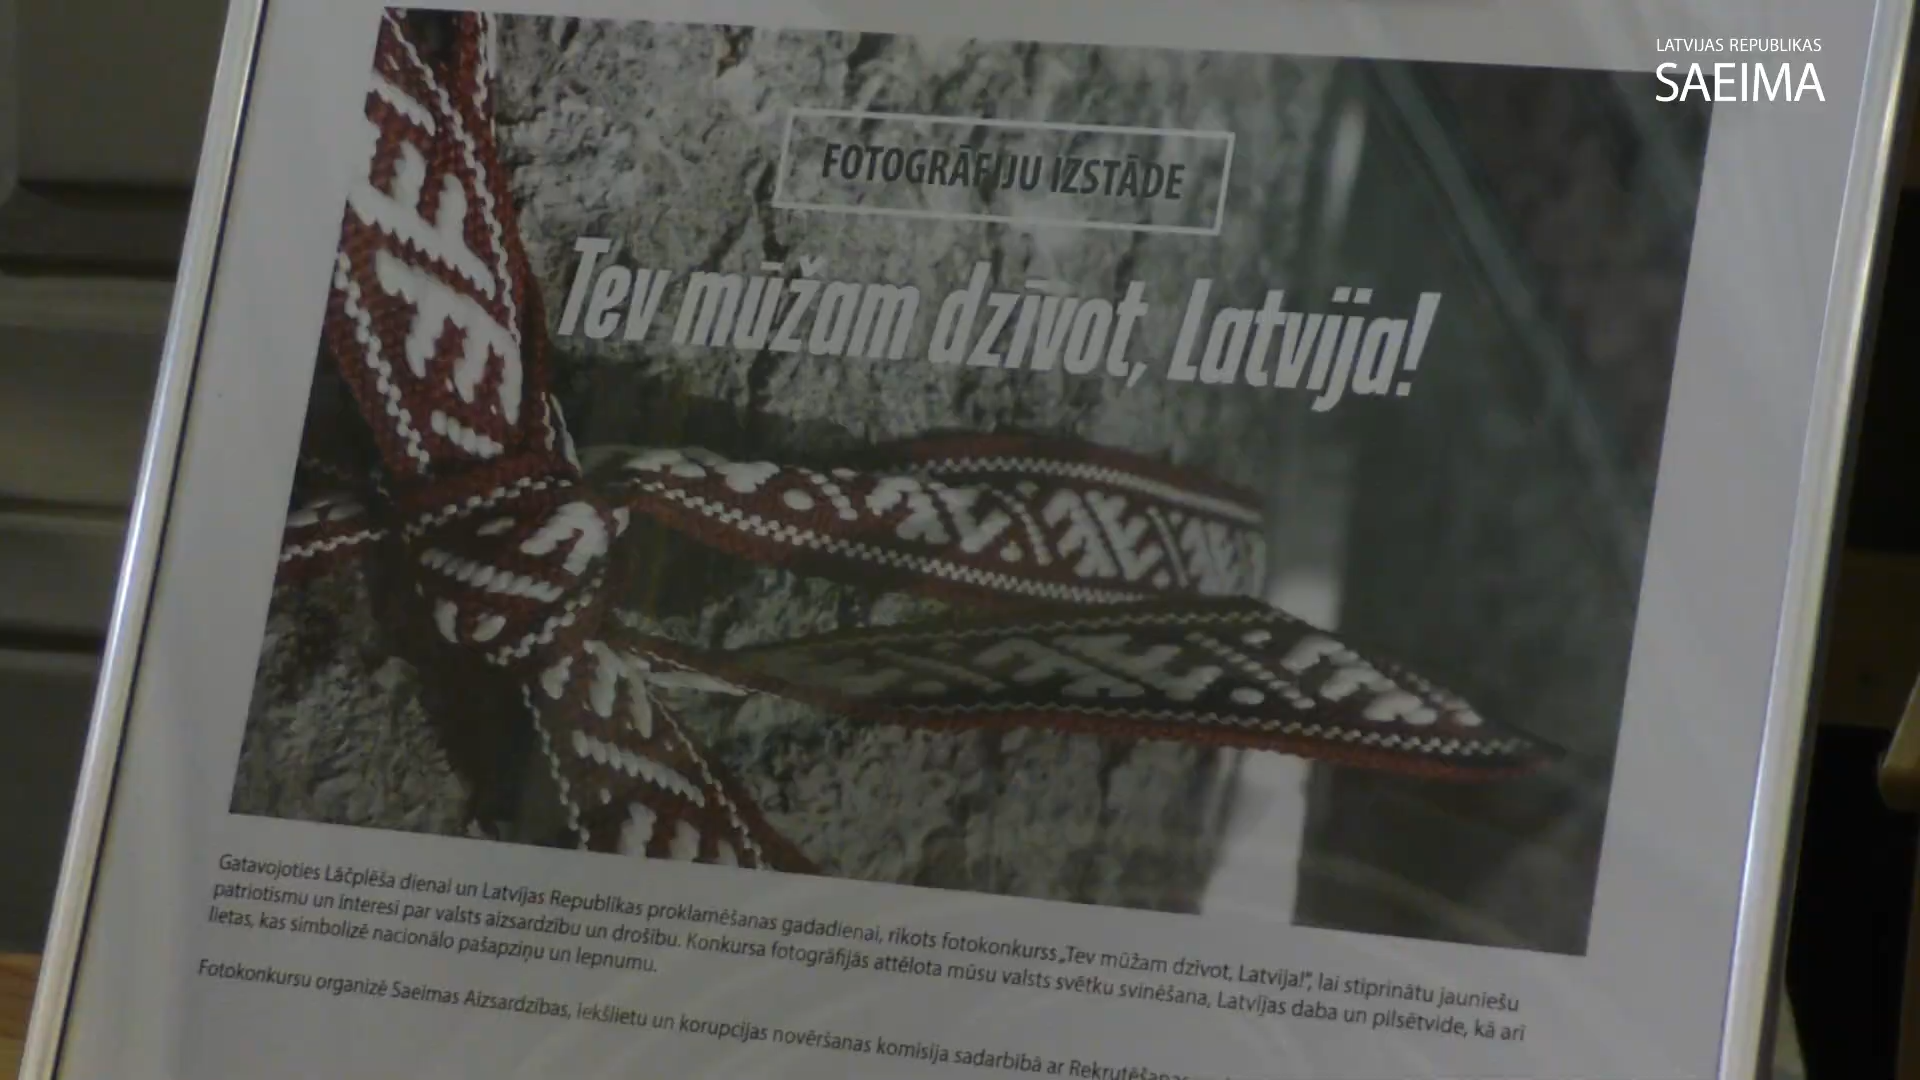 LATVIJAS REPUBLIKAS
SAEIMA
FOTOGRĀFIJU IZSTĀDE
Tev mūžam dzīvot, Latvija!
Gatavojoties Lāčplēša dienai un Latvijas Republikas proklamēšanas gadadienai, rīkots fotokonkurss „Tev mūžam dzīvot, Latvija!”, lai stiprinātu jauniešu
patriotismu un interesi par valsts aizsardzību un drošību. Konkursa fotogrāfijās attēlota mūsu valsts svētku svinēšana, Latvijas daba un pilsētvide, kā arī
lietas, kas simbolizē nacionālo pašapziņu un lepnumu.
Fotokonkursu organizē Saeimas Aizsardzības, iekšlietu un korupcijas novēršanas komisija sadarbībā ar